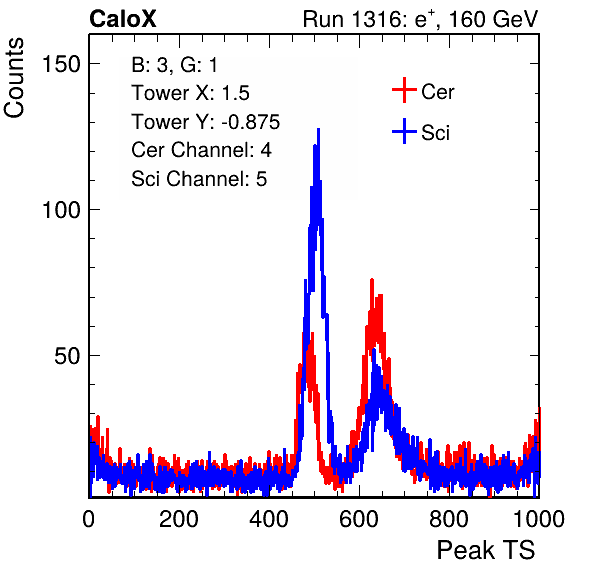 CaloX Run 1316: e⁺, 160 GeV
Counts
150
100
50
B: 3, G: 1
Tower X: 1.5
Tower Y: -0.875
Cer Channel: 4
Sci Channel: 5
Cer
Sci
0 200 400 600 800 1000
Peak TS